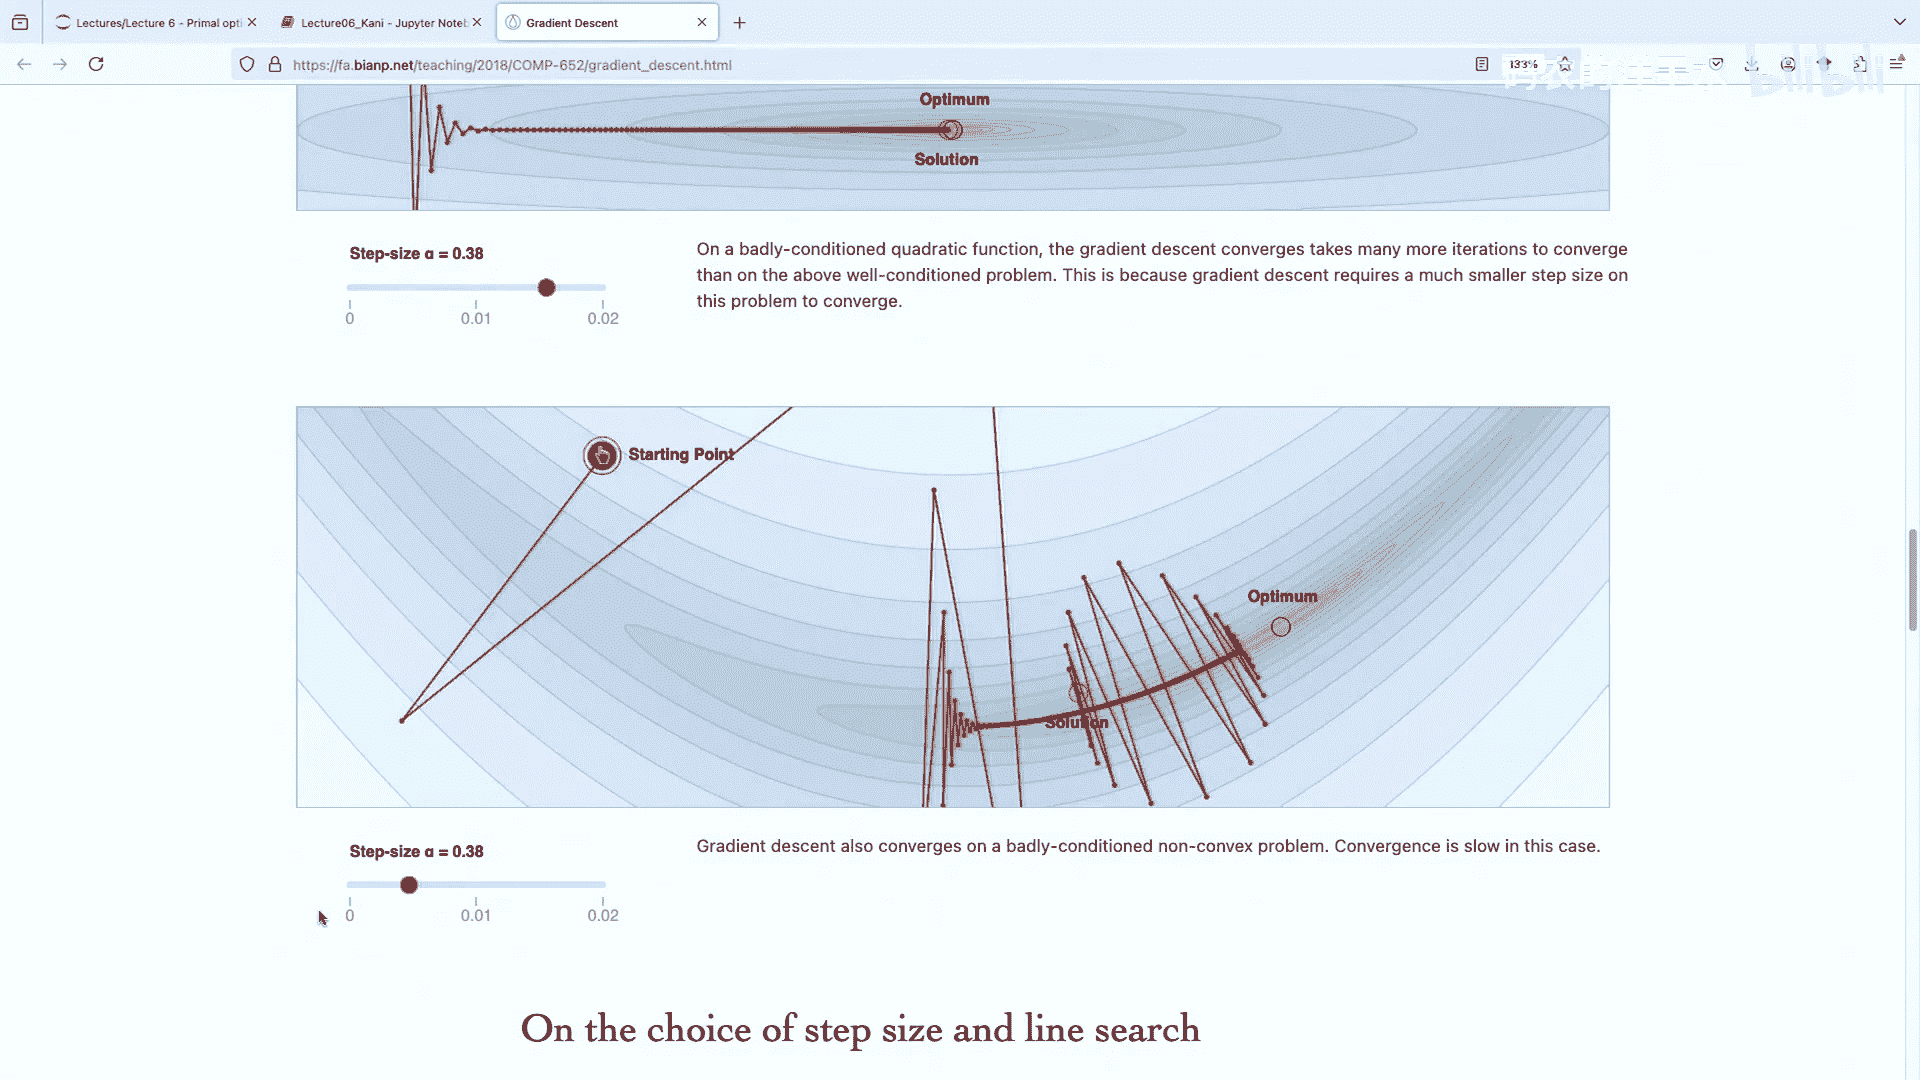 Lectures/Lecture 6 - Primal opti
Lecture06_Kani - Jupyter Noteb
Gradient Descent
https://fa.bianp.net/teaching/2018/COMP-652/gradient_descent.html
133%
Optimum
Solution
Step-size α = 0.38
0
0.01
0.02
On a badly-conditioned quadratic function, the gradient descent converges takes many more iterations to converge
than on the above well-conditioned problem. This is because gradient descent requires a much smaller step size on
this problem to converge.
Starting Point
Optimum
Solution
Step-size α = 0.38
0
0.01
0.02
Gradient descent also converges on a badly-conditioned non-convex problem. Convergence is slow in this case.
On the choice of step size and line search